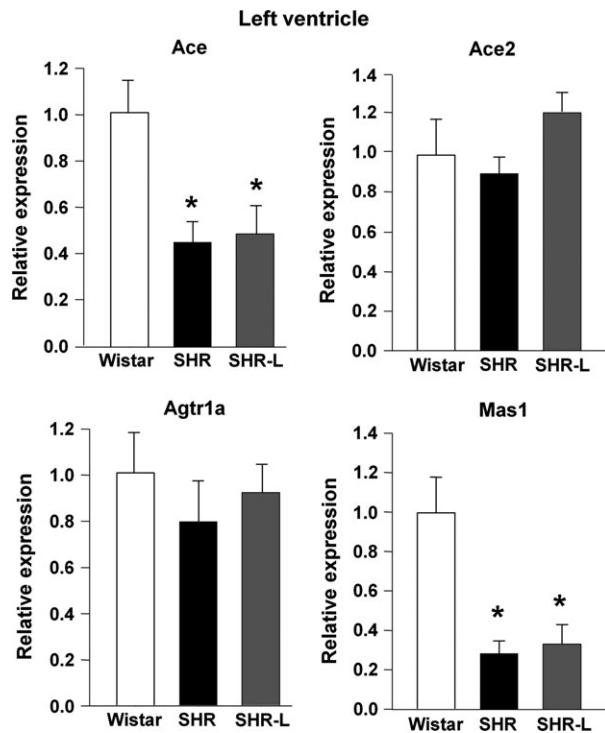 Left ventricle
Ace
Relative expression
1.2
1.0
0.8
0.6
0.4
0.2
0.0
*
*
Wistar SHR SHR-L
Ace2
Relative expression
1.4
1.2
1.0
0.8
0.6
0.4
0.2
0.0
Wistar SHR SHR-L
Agtr1a
Relative expression
1.2
1.0
0.8
0.6
0.4
0.2
0.0
Wistar SHR SHR-L
Mas1
Relative expression
1.4
1.2
1.0
0.8
0.6
0.4
0.2
0.0
*
*
Wistar SHR SHR-L